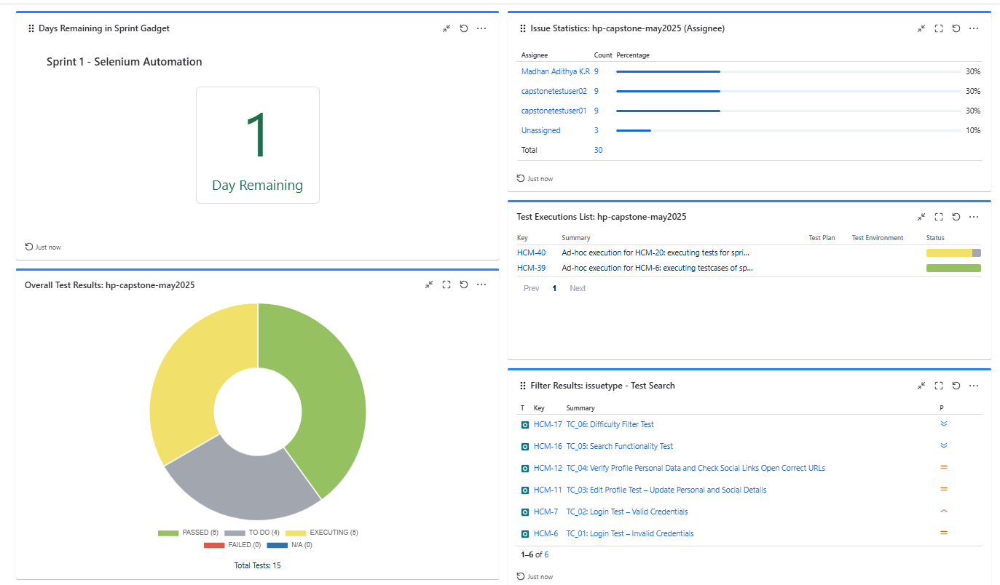 Days Remaining in Sprint Gadget
Sprint 1 - Selenium Automation
1
Day Remaining
Just now
Overall Test Results: hp-capstone-may2025
PASSED (6) TO DO (4) EXECUTING (5)
FAILED (0) N/A (0)
Total Tests: 15
Issue Statistics: hp-capstone-may2025 (Assignee)
Assignee Count Percentage
Madhan Adithya K.R 9 30%
capstonetestuser02 9 30%
capstonetestuser01 9 30%
Unassigned 3 10%
Total 30
Just now
Test Executions List: hp-capstone-may2025
Key Summary Test Plan Test Environment Status
HCM-40 Ad-hoc execution for HCM-20: executing tests for spri...
HCM-39 Ad-hoc execution for HCM-6: executing testcases of sp...
Prev 1 Next
Filter Results: issuetype - Test Search
T Key Summary P
HCM-17 TC_06: Difficulty Filter Test
HCM-16 TC_05: Search Functionality Test
HCM-12 TC_04: Verify Profile Personal Data and Check Social Links Open Correct URLs
HCM-11 TC_03: Edit Profile Test – Update Personal and Social Details
HCM-7 TC_02: Login Test – Valid Credentials
HCM-6 TC_01: Login Test – Invalid Credentials
1–6 of 6
Just now